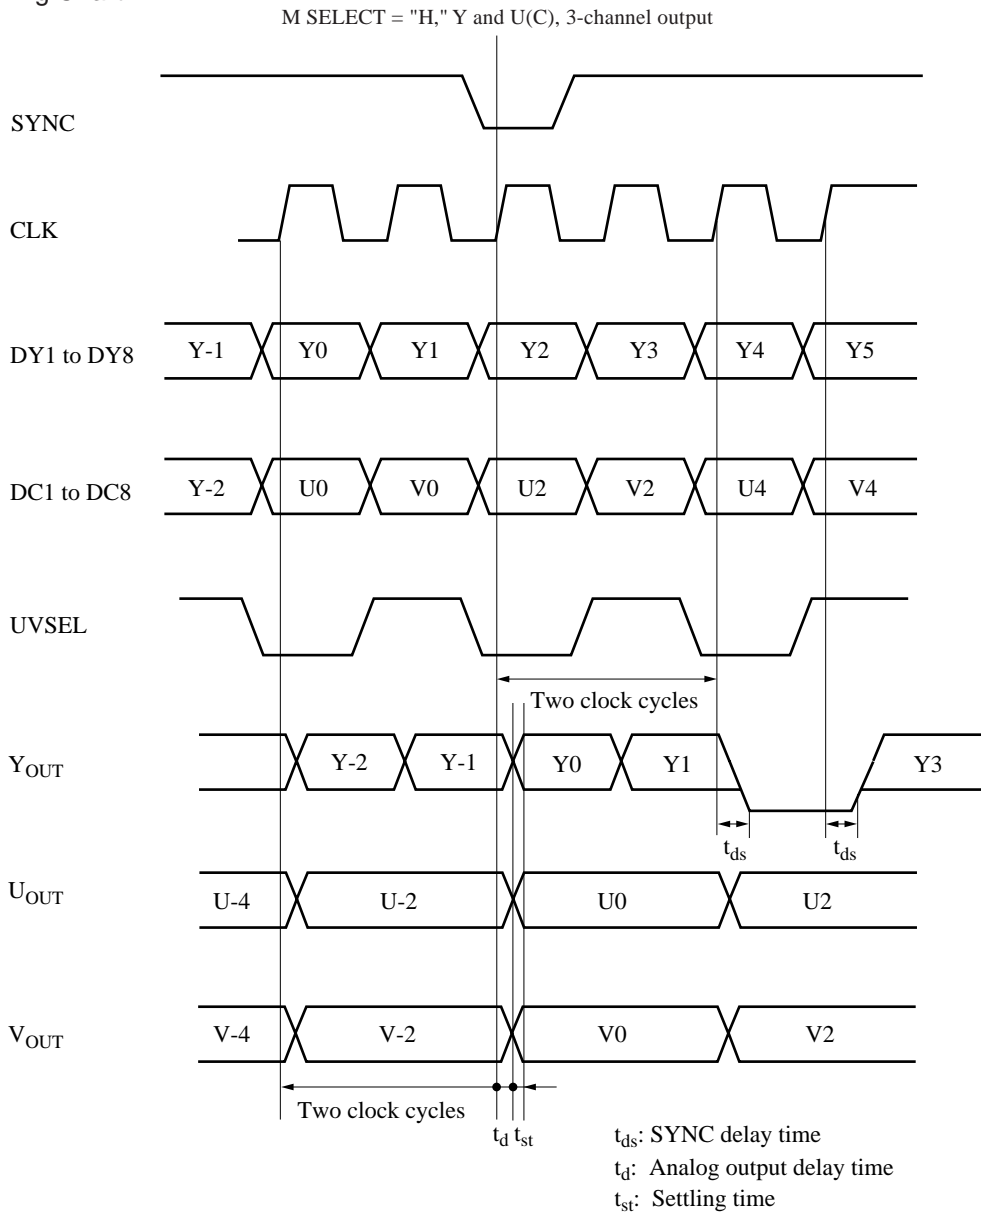 M SELECT = "H," Y and U(C), 3-channel output
SYNC
CLK
DY1 to DY8 Y-1 Y0 Y1 Y2 Y3 Y4 Y5
DC1 to DC8 Y-2 U0 V0 U2 V2 U4 V4
UVSEL
Two clock cycles
YOUT Y-2 Y-1 Y0 Y1 Y3
tds tds
UOUT U-4 U-2 U0 U2
VOUT V-4 V-2 V0 V2
Two clock cycles
td tst
tds: SYNC delay time
td: Analog output delay time
tst: Settling time